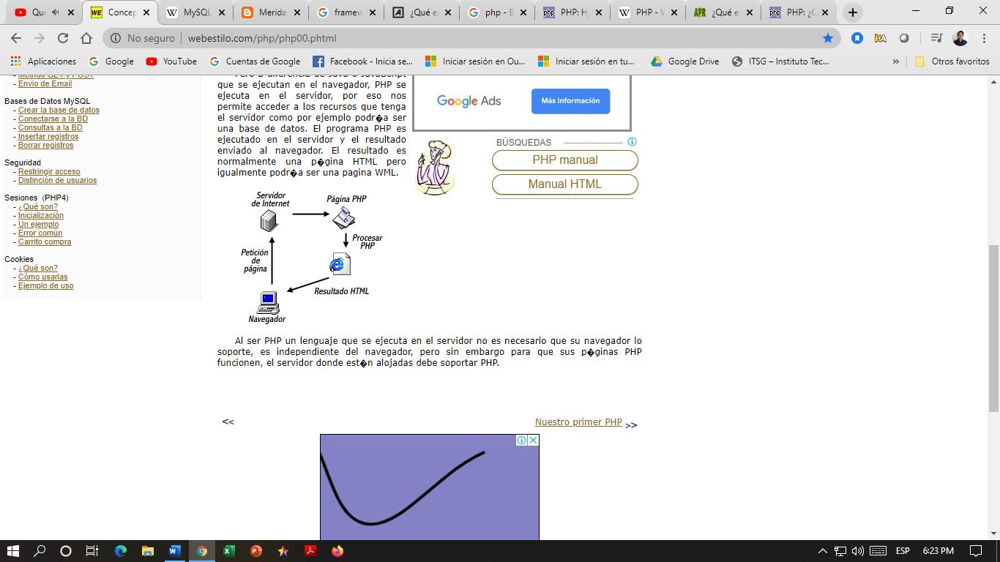 Que
Concep
MySQL
Merida
framew
¿Qué e
php - B
PHP: Hy
PHP - W
¿Qué es
PHP: ¿C
No seguro | webestilo.com/php/php00.phtml
Aplicaciones
Google
YouTube
Cuentas de Google
Facebook - Inicia se...
Iniciar sesión en Ou...
Iniciar sesión en tu...
Google Drive
ITSG – Instituto Tec...
»
Otros favoritos
- Método GET y POST
- Envio de Email
Bases de Datos MySQL
- Crear la base de datos
- Conectarse a la BD
- Consultas a la BD
- Insertar registros
- Borrar registros
Seguridad
- Restringir acceso
- Distinción de usuarios
Sesiones (PHP4)
- ¿Qué son?
- Inicialización
- Un ejemplo
- Error común
- Carrito compra
Cookies
- ¿Qué son?
- Cómo usarlas
- Ejemplo de uso
Pero a diferencia de Java o JavaScript
que se ejecutan en el navegador, PHP se
ejecuta en el servidor, por eso nos
permite acceder a los recursos que tenga
el servidor como por ejemplo podr�a ser
una base de datos. El programa PHP es
ejecutado en el servidor y el resultado
enviado al navegador. El resultado es
normalmente una p�gina HTML pero
igualmente podr�a ser una pagina WML.
Google Ads
Más Información
BÚSQUEDAS
PHP manual
Manual HTML
Servidor
de Internet
Página PHP
Procesar
PHP
Petición
de
página
Resultado HTML
Navegador
Al ser PHP un lenguaje que se ejecuta en el servidor no es necesario que su navegador lo
soporte, es independiente del navegador, pero sin embargo para que sus p�ginas PHP
funcionen, el servidor donde est�n alojadas debe soportar PHP.
<<
Nuestro primer PHP >>
ESP
6:23 PM